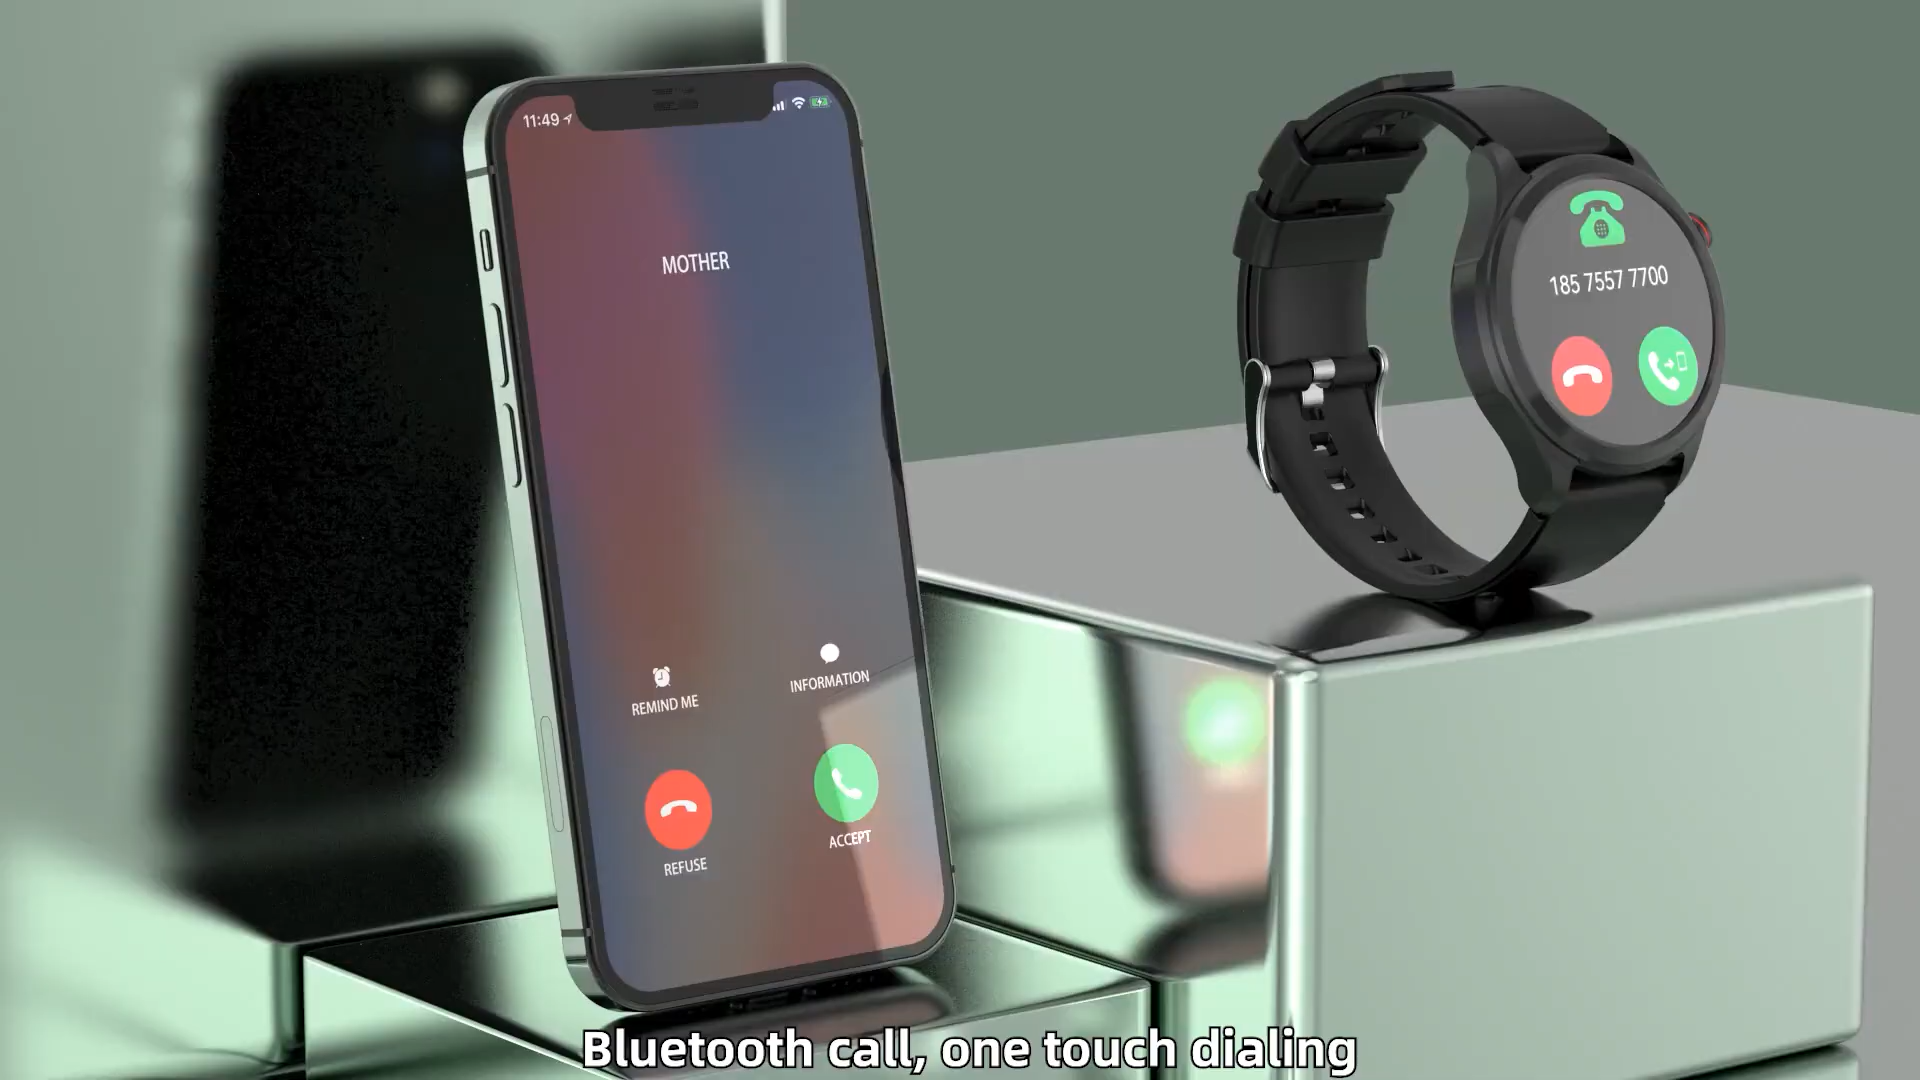 11:49
MOTHER
REMIND ME
INFORMATION
REFUSE
ACCEPT
185 7557 7700
Bluetooth call, one touch dialing